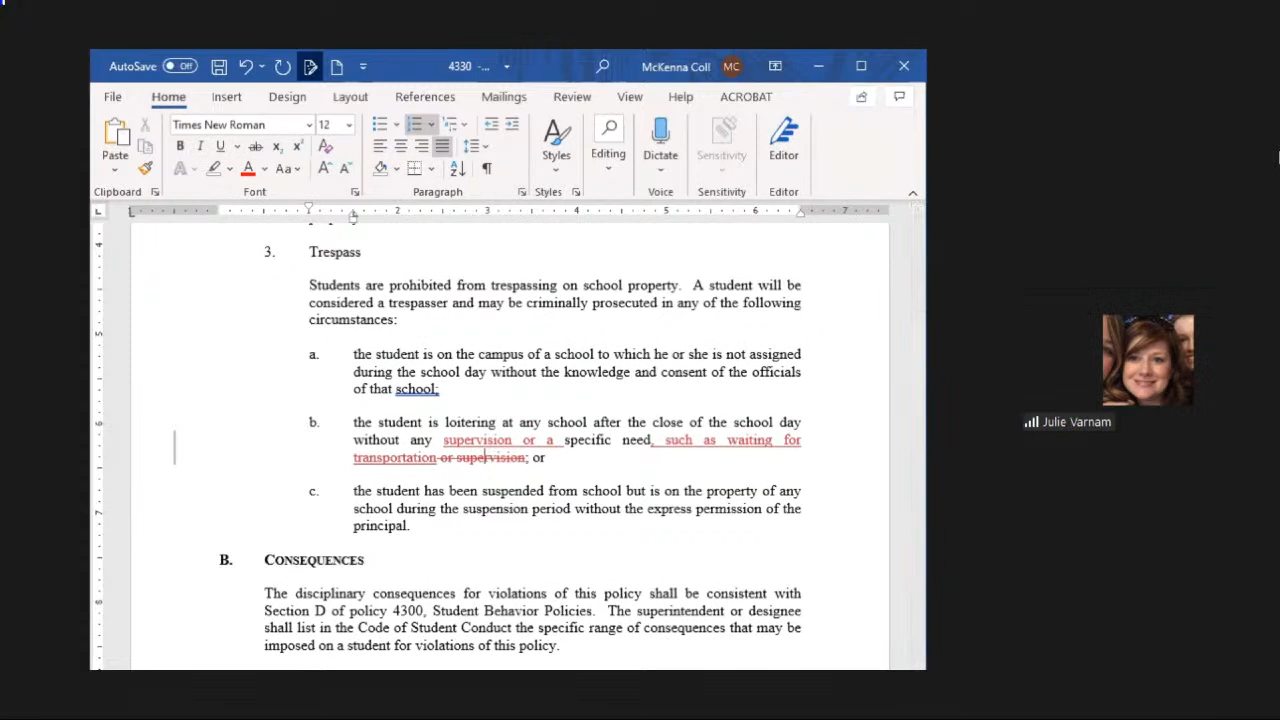 AutoSave Off 4330 -... McKenna Coll MC
File Home Insert Design Layout References Mailings Review View Help ACROBAT
Times New Roman 12
Paste B I U ab x₂ x² Styles Editing Dictate Sensitivity Editor
A A Aa A A
Clipboard Font Paragraph Styles Voice Sensitivity Editor
L 2 3 4 5 6 7
3. Trespass
Students are prohibited from trespassing on school property. A student will be
considered a trespasser and may be criminally prosecuted in any of the following
circumstances:
a. the student is on the campus of a school to which he or she is not assigned
during the school day without the knowledge and consent of the officials
of that school;
b. the student is loitering at any school after the close of the school day
without any supervision or a specific need, such as waiting for
transportation or supervision; or
c. the student has been suspended from school but is on the property of any
school during the suspension period without the express permission of the
principal.
B. CONSEQUENCES
The disciplinary consequences for violations of this policy shall be consistent with
Section D of policy 4300, Student Behavior Policies. The superintendent or designee
shall list in the Code of Student Conduct the specific range of consequences that may be
imposed on a student for violations of this policy.
Julie Varnam